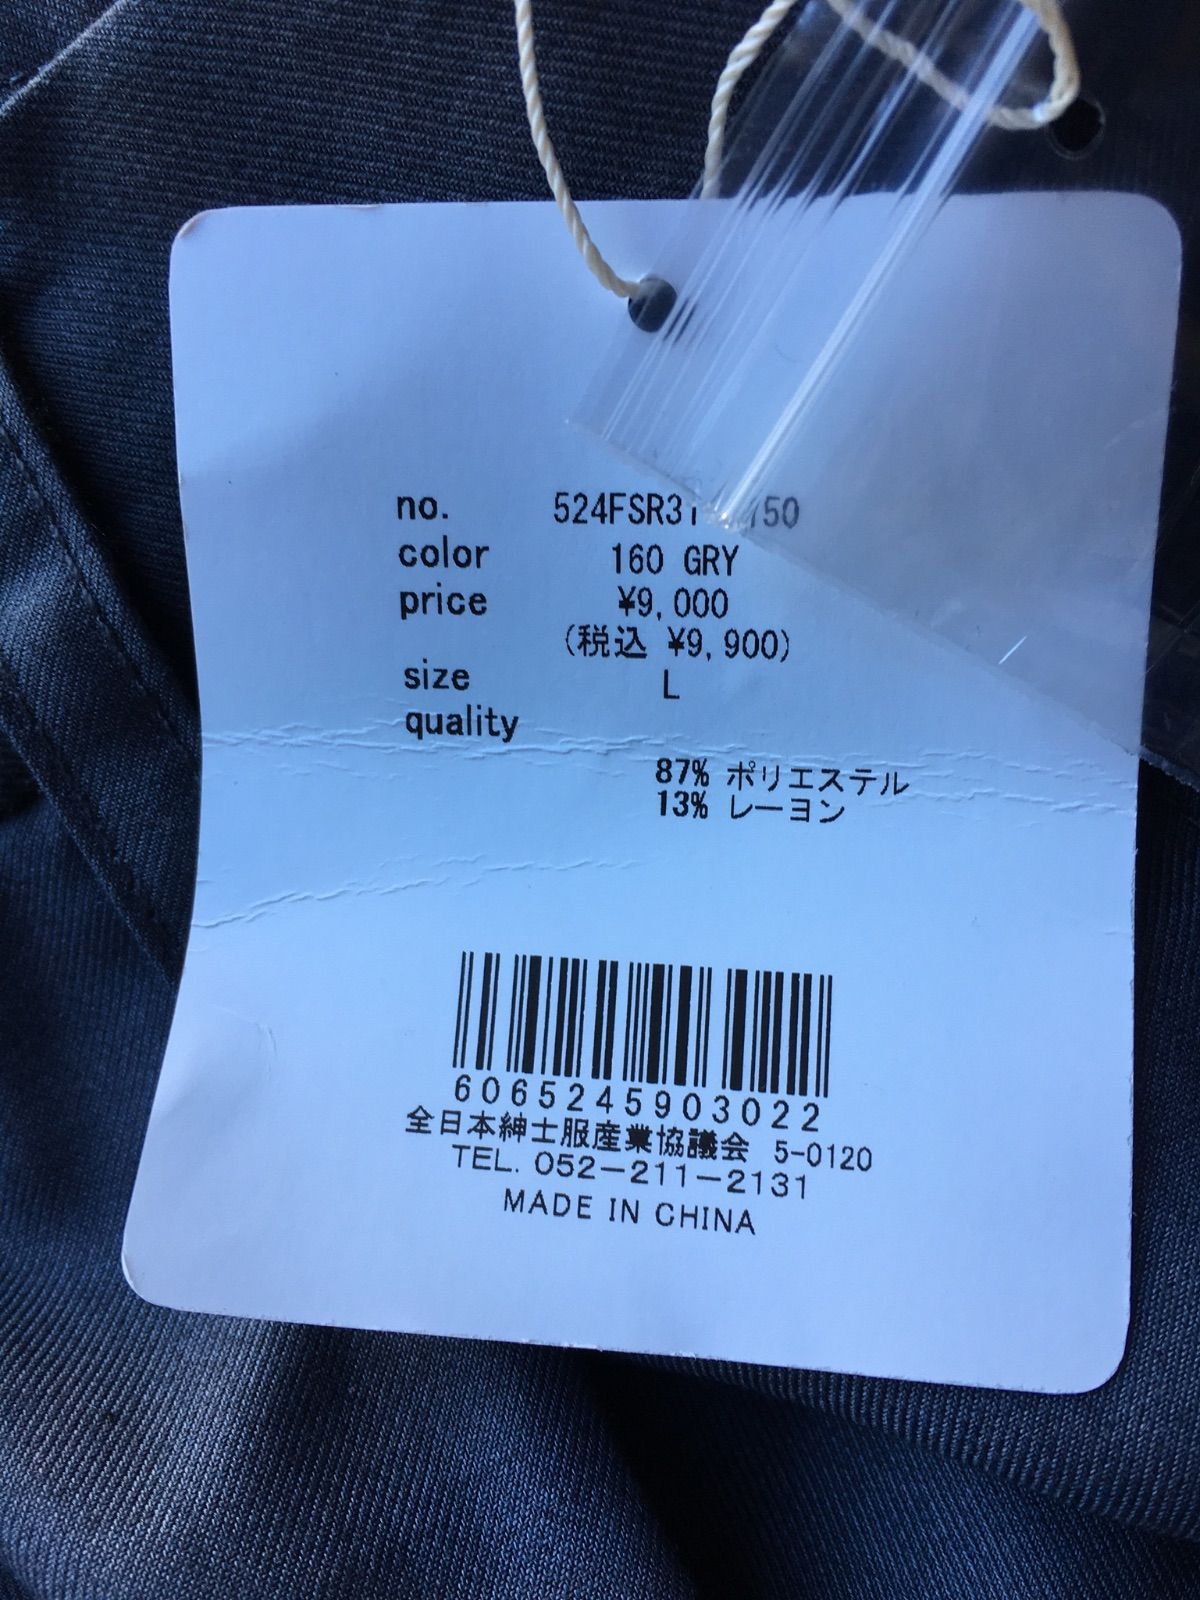 no.
color 160 GRY
price ¥9,000
(税込 ¥9,900)
size L
quality
87% ポリエステル
13% レーヨン
6065245903022
全日本紳士服産業協議会 5-0120
TEL. 052-211-2131
MADE IN CHINA